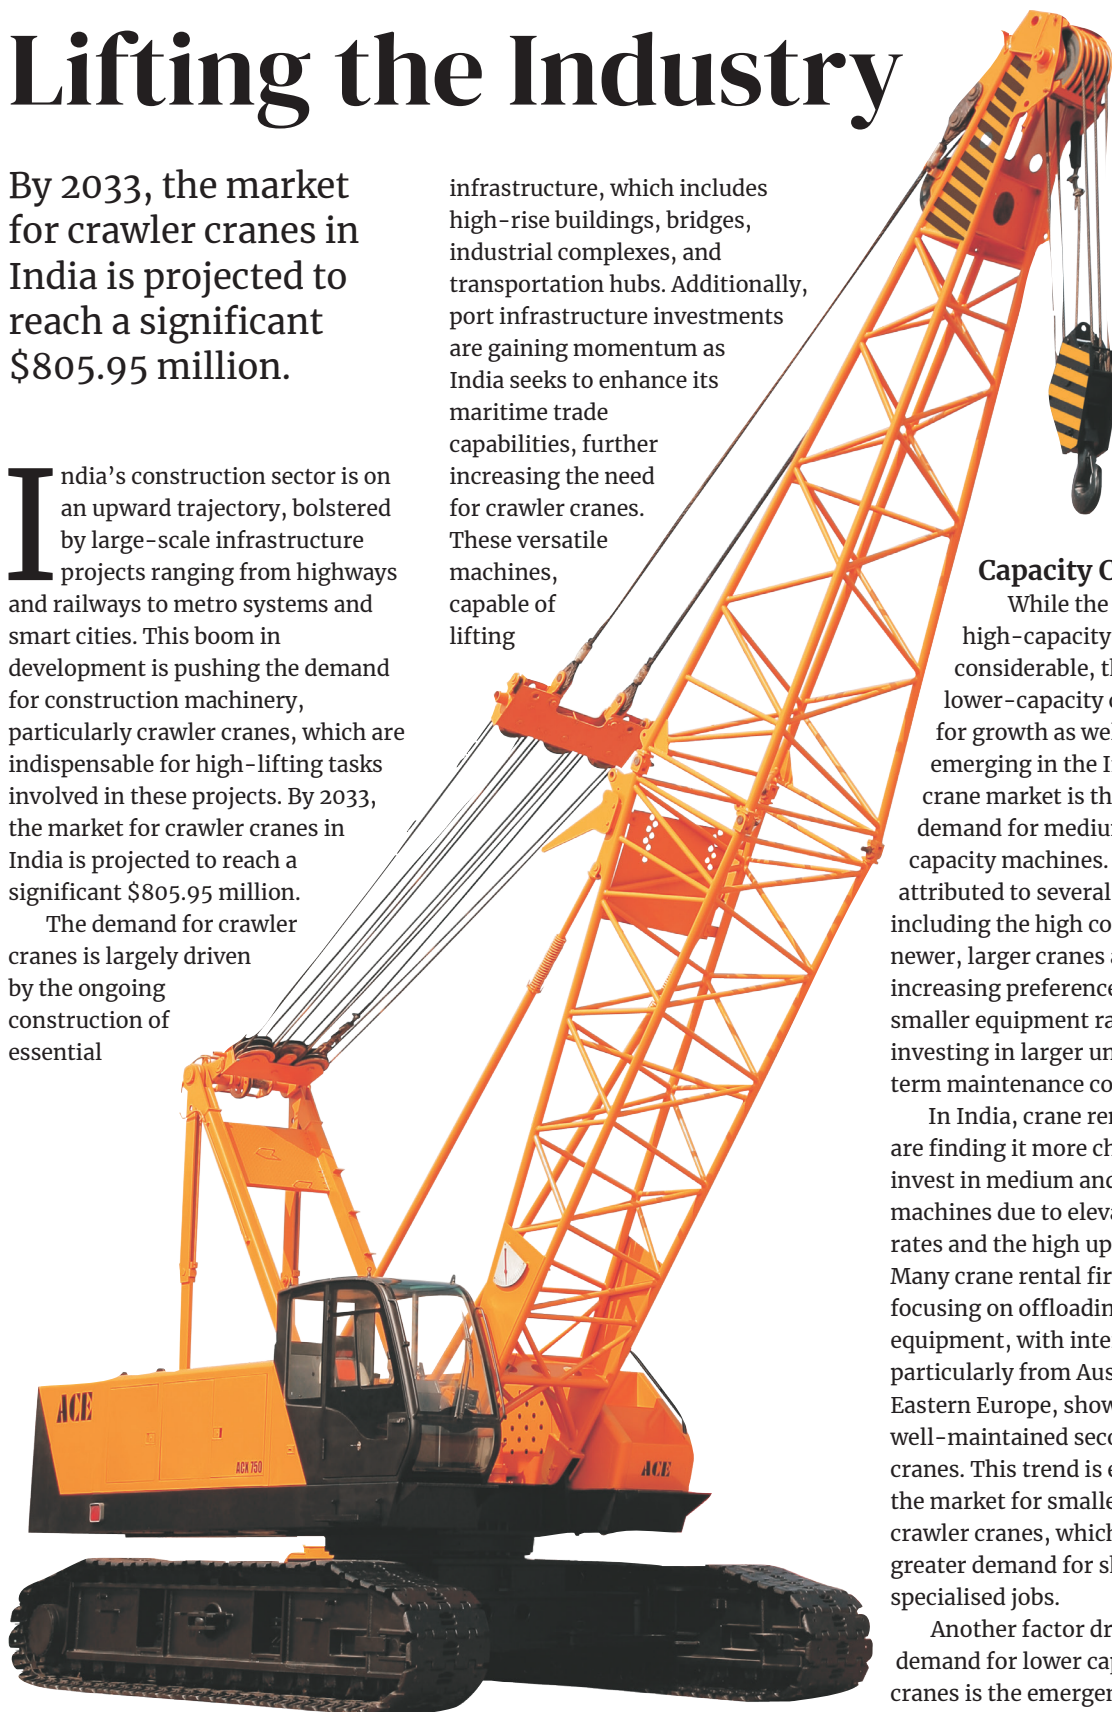 Lifting the Industry
By 2033, the market
for crawler cranes in
India is projected to
reach a significant
$805.95 million.
India’s construction sector is on
an upward trajectory, bolstered
by large-scale infrastructure
projects ranging from highways
and railways to metro systems and
smart cities. This boom in
development is pushing the demand
for construction machinery,
particularly crawler cranes, which are
indispensable for high-lifting tasks
involved in these projects. By 2033,
the market for crawler cranes in
India is projected to reach a
significant $805.95 million.
The demand for crawler
cranes is largely driven
by the ongoing
construction of
essential
infrastructure, which includes
high-rise buildings, bridges,
industrial complexes, and
transportation hubs. Additionally,
port infrastructure investments
are gaining momentum as
India seeks to enhance its
maritime trade
capabilities, further
increasing the need
for crawler cranes.
These versatile
machines,
capable of
lifting
Capacity
While the
high-capacity
considerable,
lower-capacity
for growth as
emerging in the
crane market is
demand for
capacity machines.
attributed to several
including the high
newer, larger cranes
increasing preference
smaller equipment
investing in larger
term maintenance
In India, crane
are finding it more
invest in medium and
machines due to
rates and the high
Many crane rental
focusing on
equipment, with
particularly from
Eastern Europe,
well-maintained
cranes. This trend is
the market for
crawler cranes, which
greater demand for
specialised jobs.
Another factor
demand for lower
cranes is the
ACE
ACX 750
ACE